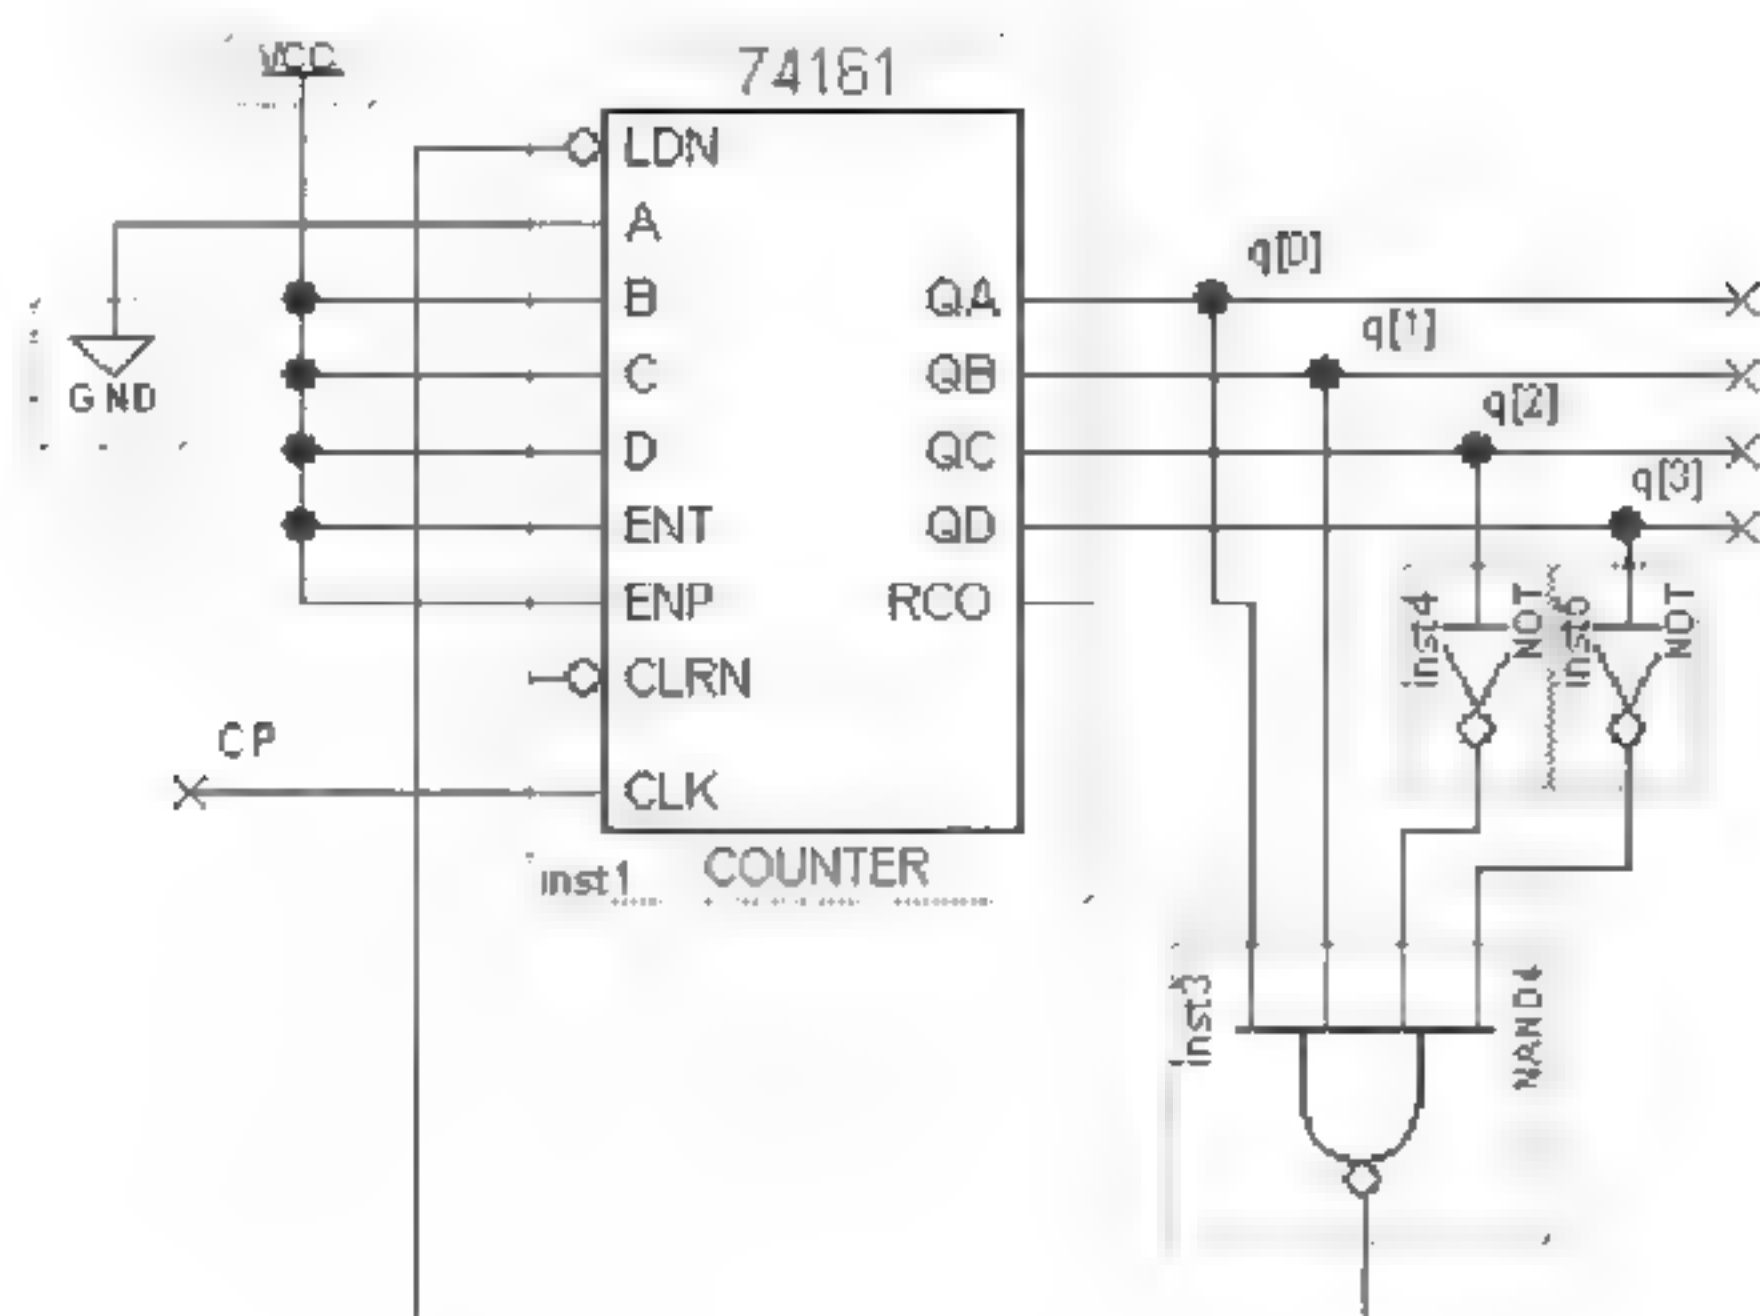 VCC
74161
LDN
A
B
C
D
ENT
ENP
CLRN
CLK
QA
QB
QC
QD
RCO
q[0]
q[1]
q[2]
q[3]
GND
CP
inst1
COUNTER
inst4
NOT
inst5
NOT
inst3
NAND4